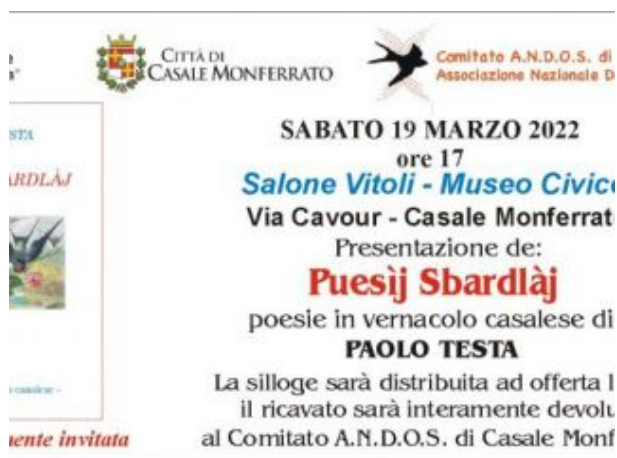 CITTÀ DI
CASALE MONFERRATO
Comitato A.N.D.O.S. di
Associazione Nazionale D
SABATO 19 MARZO 2022
ore 17
Salone Vitoli - Museo Civico
Via Cavour - Casale Monferrat
Presentazione de:
Puesìj Sbardlàj
poesie in vernacolo casalese di
PAOLO TESTA
La silloge sarà distribuita ad offerta l
il ricavato sarà interamente devolu
al Comitato A.N.D.O.S. di Casale Monf
ESTA
ARDLÀJ
mente invitata